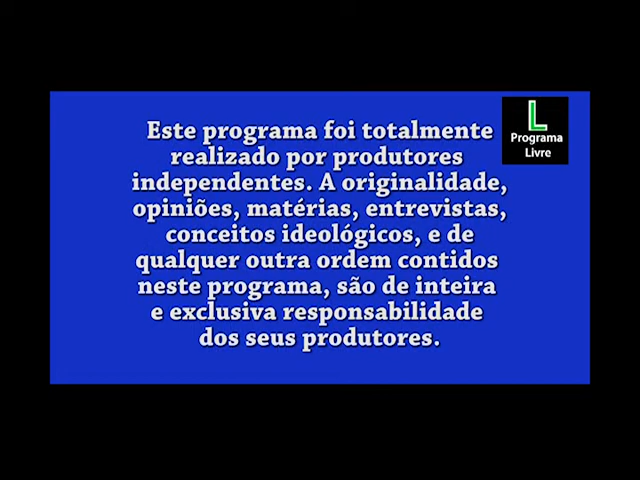 Este programa foi totalmente
realizado por produtores
independentes. A originalidade,
opiniões, matérias, entrevistas,
conceitos ideológicos, e de
qualquer outra ordem contidos
neste programa, são de inteira
e exclusiva responsabilidade
dos seus produtores.
L
Programa
Livre